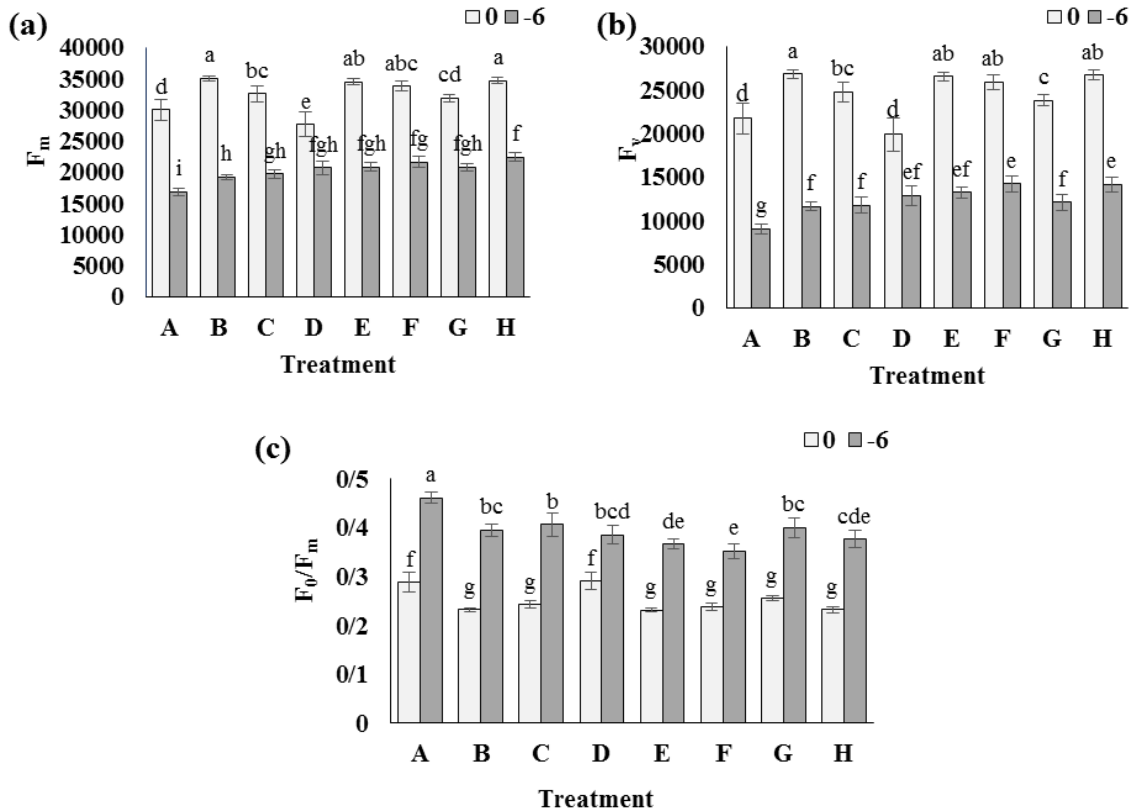 (a)
0 -6
40000
35000
30000
25000
20000
15000
10000
5000
0
Fm
d a bc e ab abc cd a
i h gh fgh fgh fg fgh f
A B C D E F G H
Treatment
(b)
0 -6
30000
25000
20000
15000
10000
5000
0
Fv
d a bc d ab ab c ab
g f f ef ef e f e
A B C D E F G H
Treatment
(c)
0 -6
0/5
0/4
0/3
0/2
0/1
0
F0/Fm
a bc b bcd de e bc cde
f g g f g g g g
A B C D E F G H
Treatment